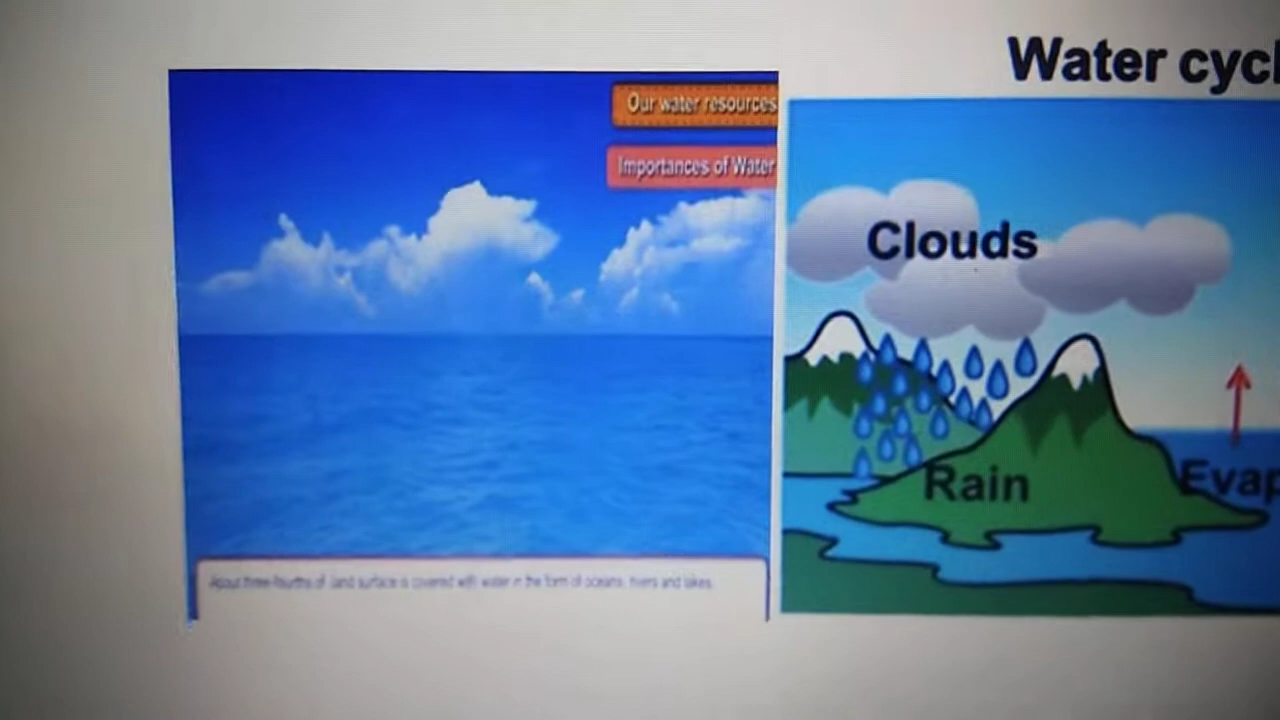 Our water resources
Importances of Water
About three-fourths of land surface is covered with water in the form of oceans, rivers and lakes.
Water cycl
Clouds
Rain
Evap